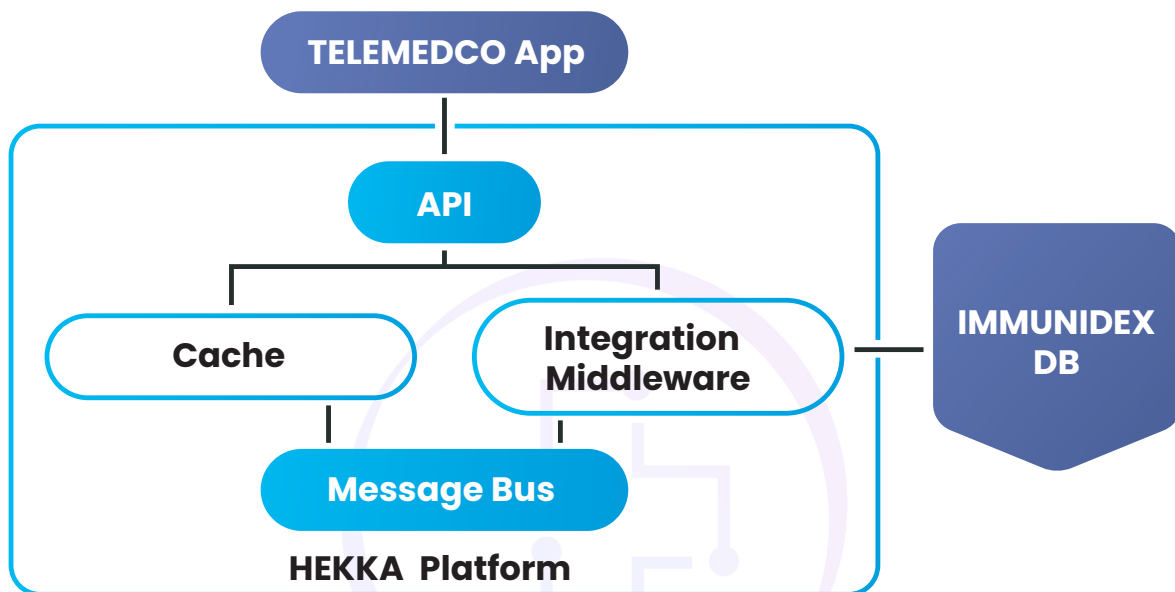 TELEMEDCO App
API
Cache
Integration
Middleware
IMMUNIDEX
DB
Message Bus
HEKKA Platform